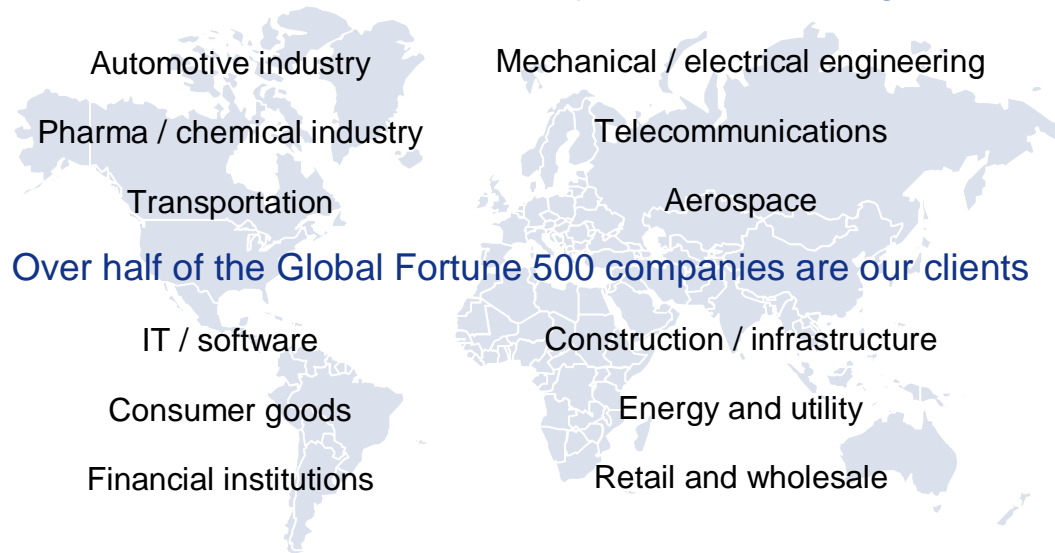 Automotive industry
Mechanical / electrical engineering
Pharma / chemical industry
Telecommunications
Transportation
Aerospace
Over half of the Global Fortune 500 companies are our clients
IT / software
Construction / infrastructure
Consumer goods
Energy and utility
Financial institutions
Retail and wholesale